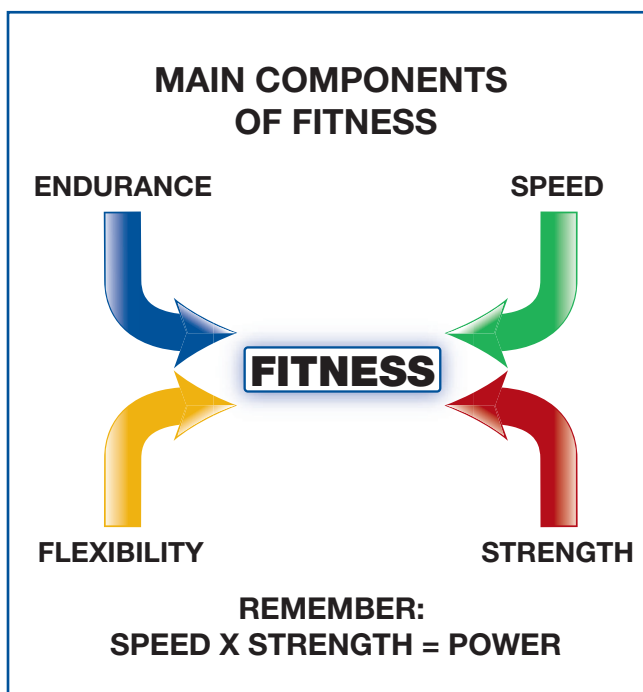 MAIN COMPONENTS
OF FITNESS
ENDURANCE
SPEED
FITNESS
FLEXIBILITY
STRENGTH
REMEMBER:
SPEED X STRENGTH = POWER